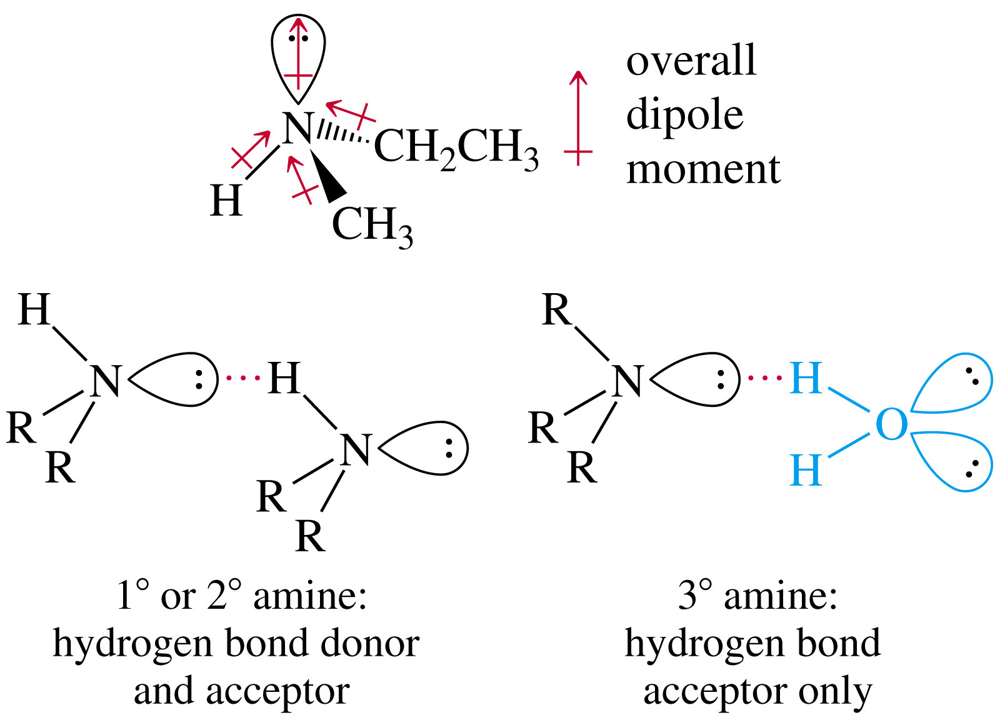 overall
dipole
moment
N
CH₂CH₃
H
CH₃
H
N
H
R
R
N
R
R
R
N
H
R
R
O
H
1° or 2° amine:
hydrogen bond donor
and acceptor
3° amine:
hydrogen bond
acceptor only